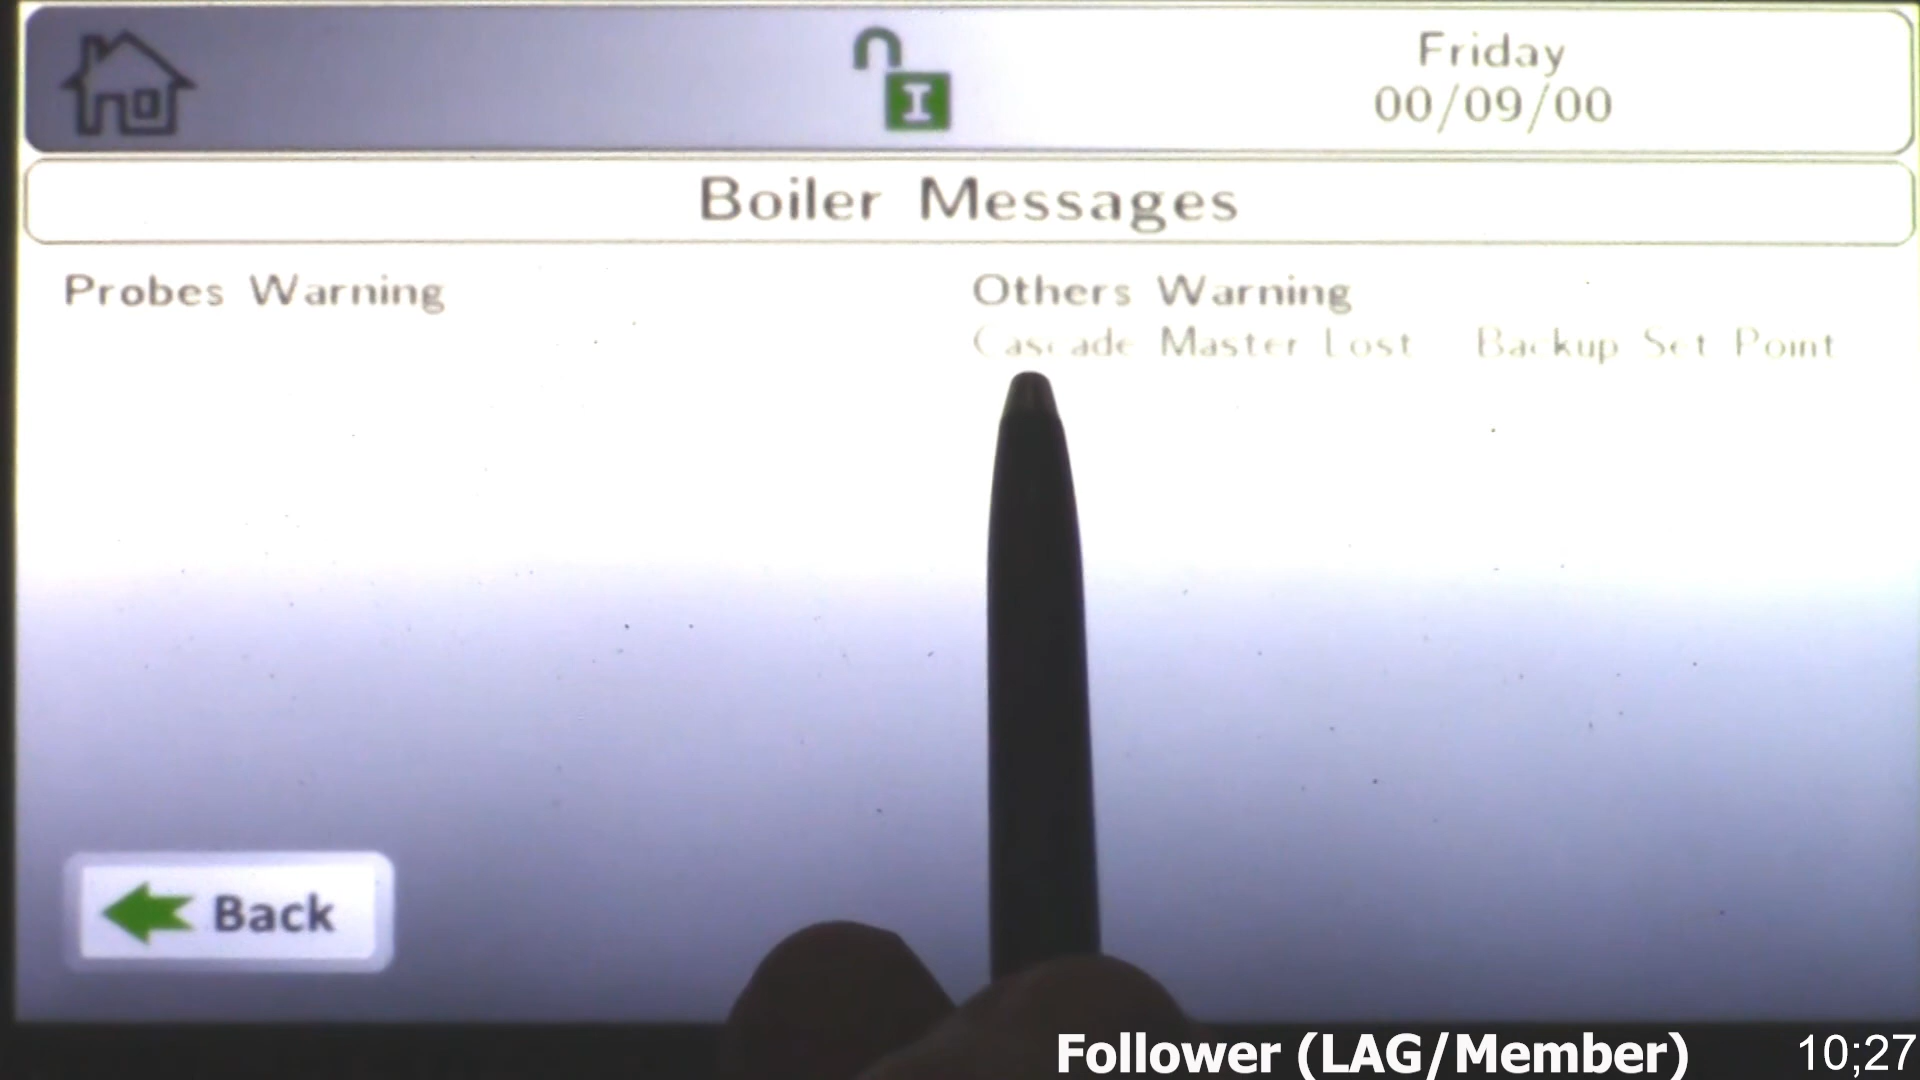 I
Friday
00/09/00
Boiler Messages
Probes Warning
Others Warning
Cascade Master Lost Backup Set Point
Back
Follower (LAG/Member) 10;27